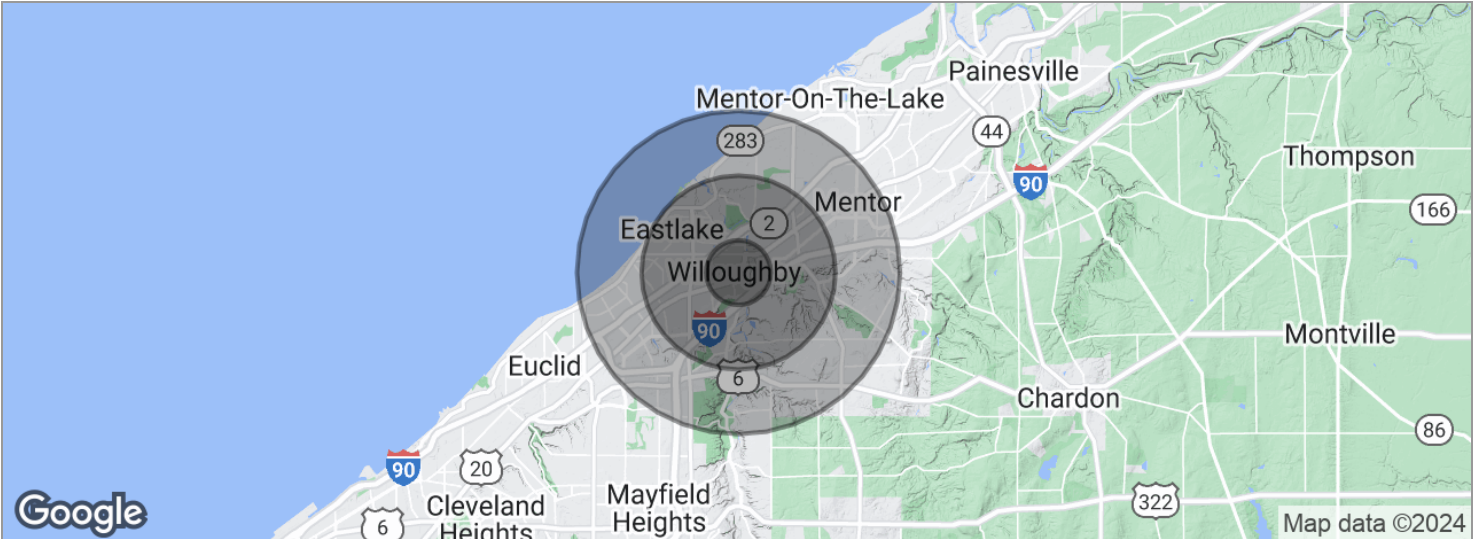 Painesville
Mentor-On-The-Lake
44
283
Thompson
90
Mentor
166
2
Eastlake
Willoughby
90
Montville
Euclid
6
Chardon
86
90
20
Mayfield
Heights
322
Cleveland
Heights
6
Google
Map data ©2024